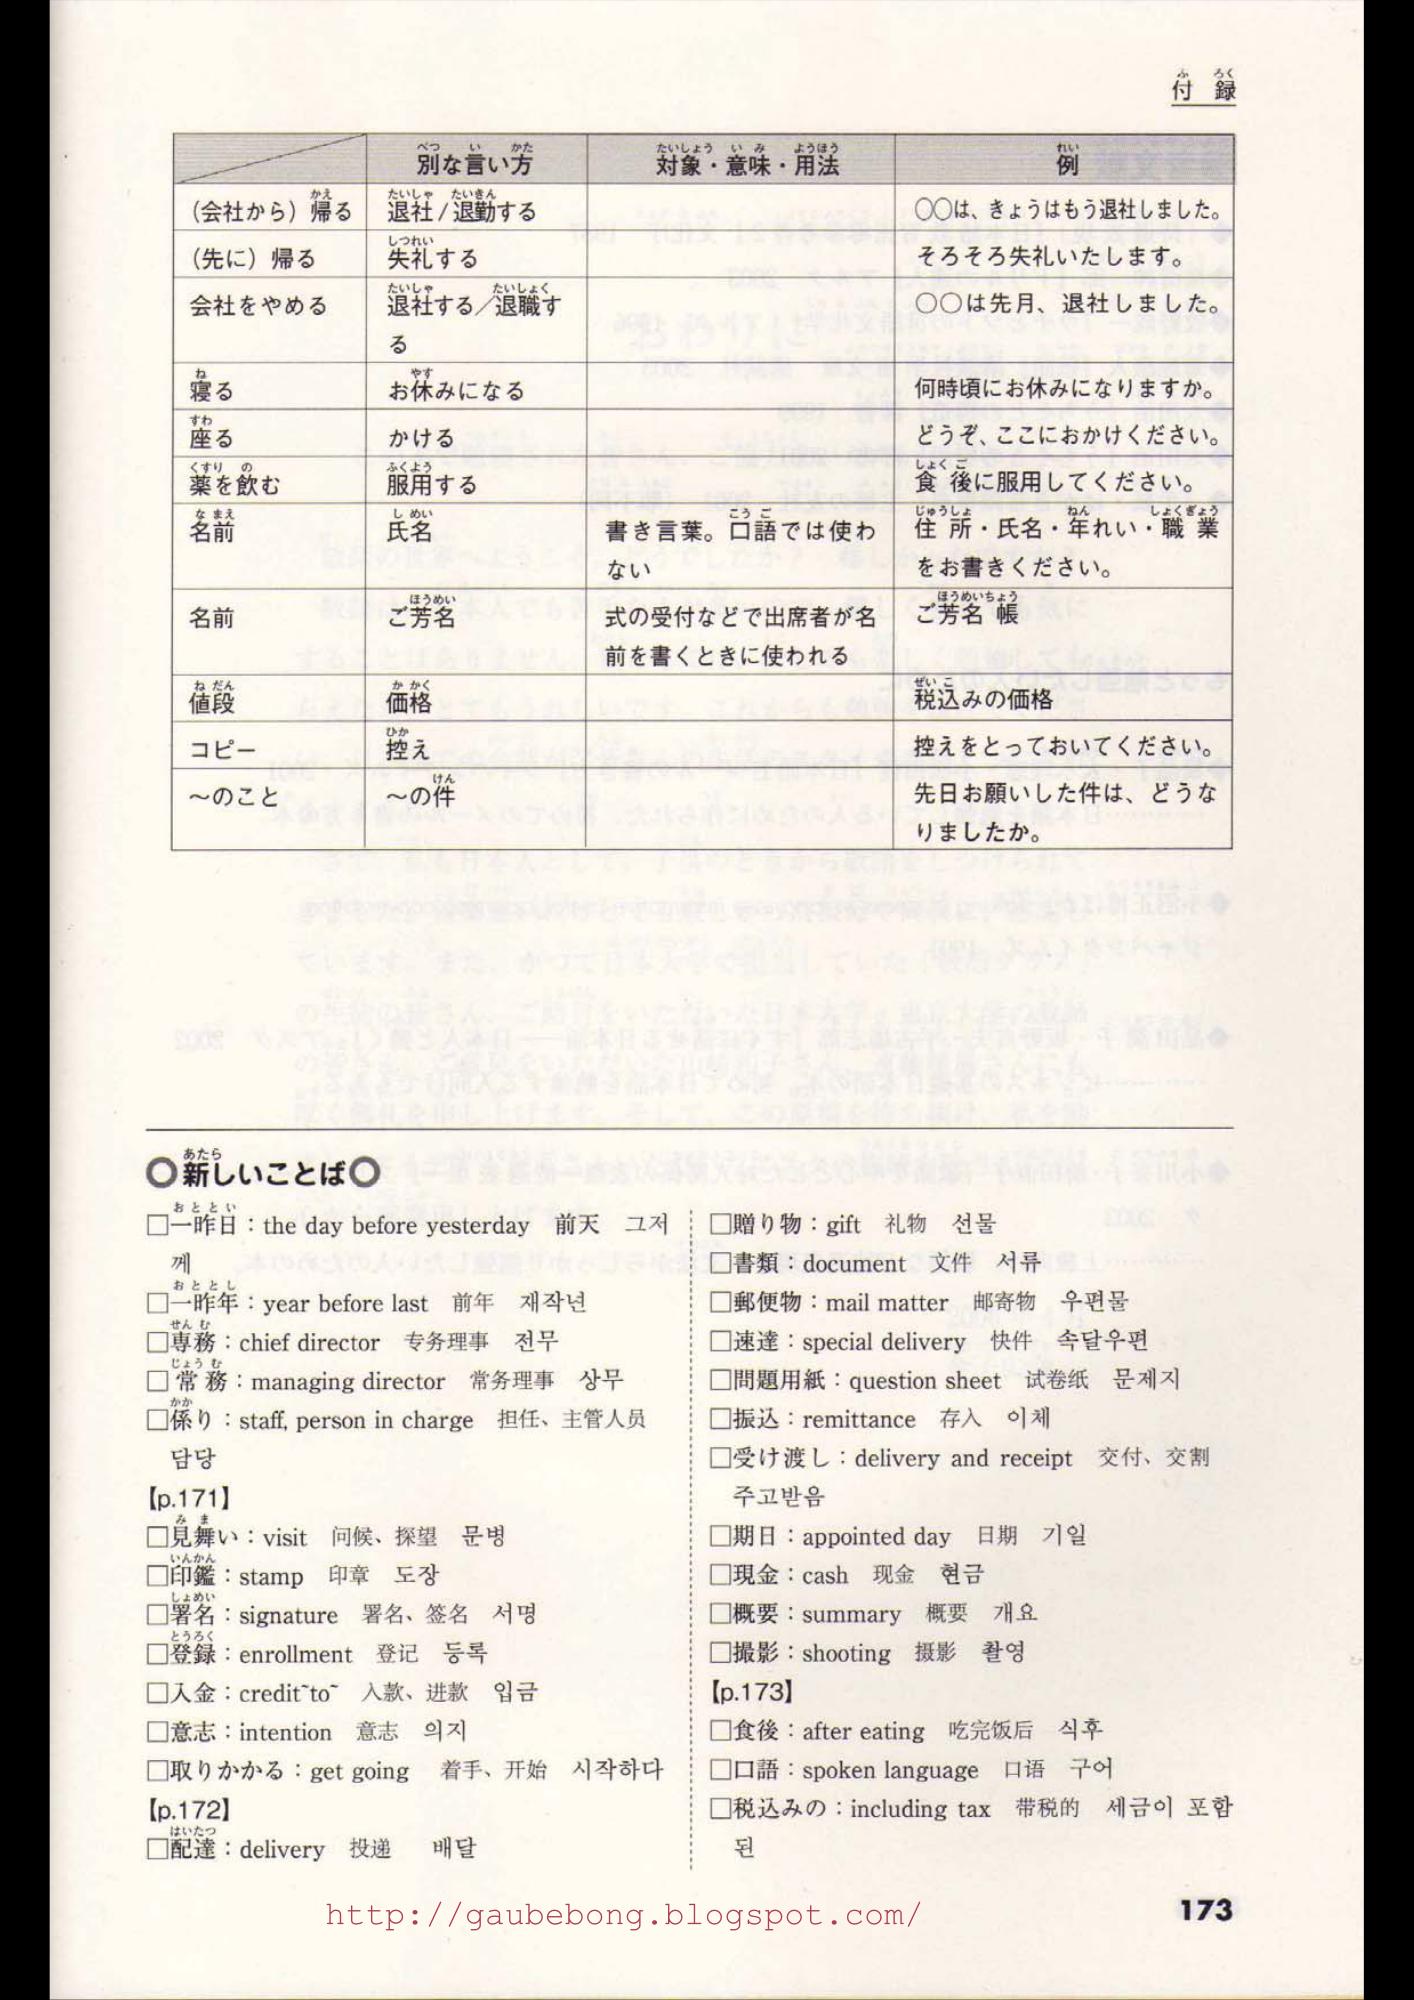 付録
別な言い方 対象・意味・用法 例
(会社から)帰る 退社/退勤する 〇〇は、きょうはもう退社しました。
(先に)帰る 失礼する そろそろ失礼いたします。
会社をやめる 退社する/退職す 〇〇は先月、退社しました。
る
寝る お休みになる 何時頃にお休みになりますか。
座る かける どうぞ、ここにおかけください。
薬を飲む 服用する 食後に服用してください。
名前 氏名 書き言葉。口語では使わ 住所・氏名・年れい・職業
ない をお書きください。
名前 ご芳名 式の受付などで出席者が名 ご芳名帳
前を書くときに使われる
値段 価格 税込みの価格
コピー 控え 控えをとっておいてください。
〜のこと 〜の件 先日お願いした件は、どうな
りましたか。
〇新しいことば〇
□一昨日:the day before yesterday 前天 그저
께
□一昨年:year before last 前年 재작년
□専務:chief director 专务理事 전무
□常務:managing director 常务理事 상무
□係り:staff, person in charge 担任、主管人员
담당
【p.171】
□見舞い:visit 问候、探望 문병
□印鑑:stamp 印章 도장
□署名:signature 署名、签名 서명
□登録:enrollment 登记 등록
□入金:credit~to~ 入款、进款 입금
□意志:intention 意志 의지
□取りかかる:get going 着手、开始 시작하다
【p.172】
□配達:delivery 投递 배달
□贈り物:gift 礼物 선물
□書類:document 文件 서류
□郵便物:mail matter 邮寄物 우편물
□速達:special delivery 快件 속달우편
□問題用紙:question sheet 试卷纸 문제지
□振込:remittance 存入 이체
□受け渡し:delivery and receipt 交付、交割
주고받음
□期日:appointed day 日期 기일
□現金:cash 现金 현금
□概要:summary 概要 개요
□撮影:shooting 摄影 촬영
【p.173】
□食後:after eating 吃完饭后 식후
□口語:spoken language 口语 구어
□税込みの:including tax 带税的 세금이 포함
된
http://gaubebong.blogspot.com/
173